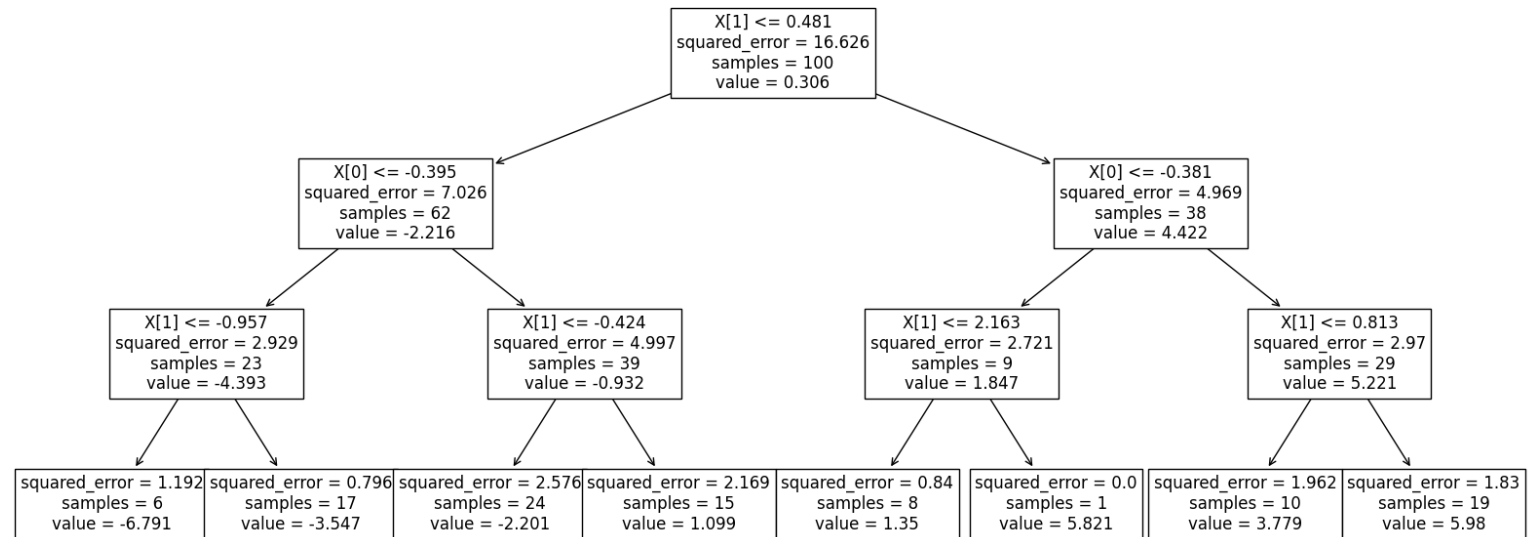 X[1] <= 0.481
squared_error = 16.626
samples = 100
value = 0.306
X[0] <= -0.395
squared_error = 7.026
samples = 62
value = -2.216
X[0] <= -0.381
squared_error = 4.969
samples = 38
value = 4.422
X[1] <= -0.957
squared_error = 2.929
samples = 23
value = -4.393
X[1] <= -0.424
squared_error = 4.997
samples = 39
value = -0.932
X[1] <= 2.163
squared_error = 2.721
samples = 9
value = 1.847
X[1] <= 0.813
squared_error = 2.97
samples = 29
value = 5.221
squared_error = 1.192
samples = 6
value = -6.791
squared_error = 0.796
samples = 17
value = -3.547
squared_error = 2.576
samples = 24
value = -2.201
squared_error = 2.169
samples = 15
value = 1.099
squared_error = 0.84
samples = 8
value = 1.35
squared_error = 0.0
samples = 1
value = 5.821
squared_error = 1.962
samples = 10
value = 3.779
squared_error = 1.83
samples = 19
value = 5.98